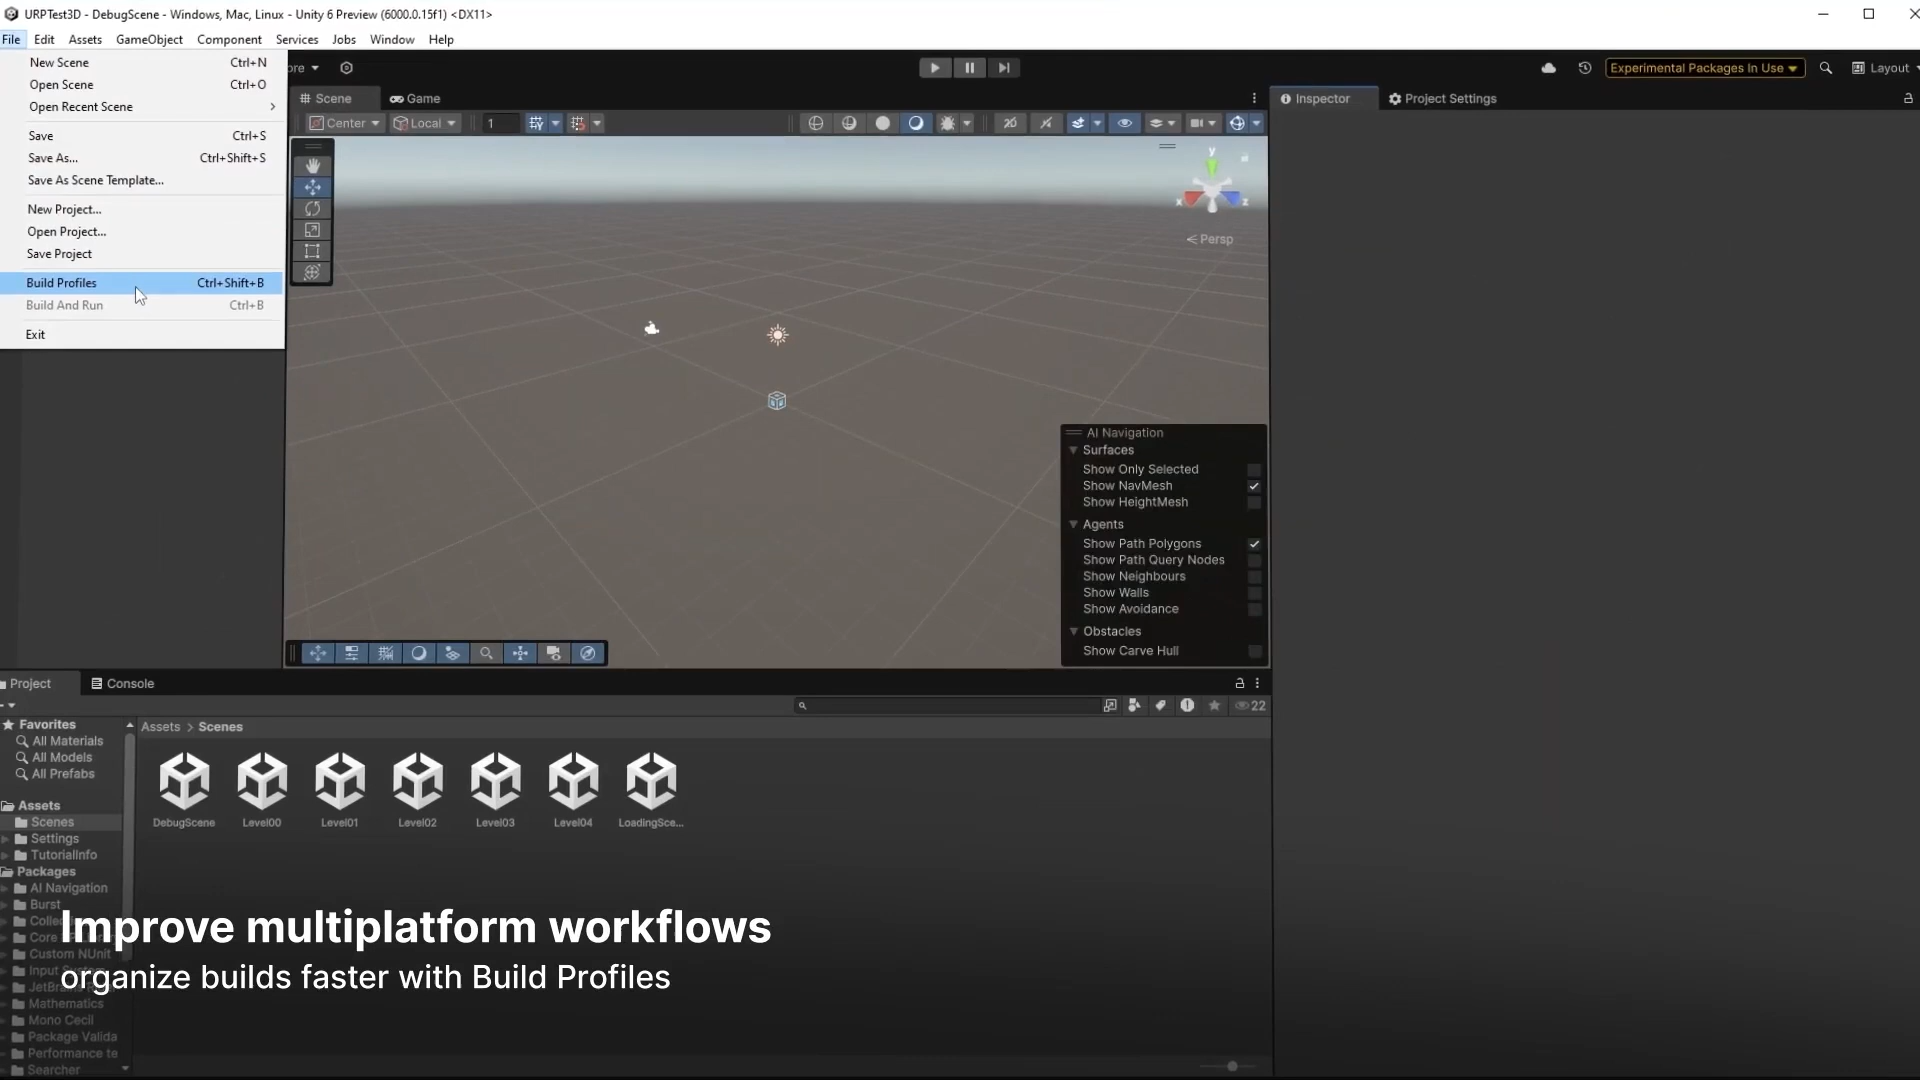 URPTest3D - DebugScene - Windows, Mac, Linux - Unity 6 Preview (6000.0.15f1) <DX11>
File Edit Assets GameObject Component Services Jobs Window Help
New Scene Ctrl+N
Open Scene Ctrl+O
Open Recent Scene
Save Ctrl+S
Save As... Ctrl+Shift+S
Save As Scene Template...
New Project...
Open Project...
Save Project
Build Profiles Ctrl+Shift+B
Build And Run Ctrl+B
Exit
Experimental Packages In Use
Layout
Scene Game
Center Local 1
2D
y
x z
Persp
AI Navigation
Surfaces
Show Only Selected
Show NavMesh
Show HeightMesh
Agents
Show Path Polygons
Show Path Query Nodes
Show Neighbours
Show Walls
Show Avoidance
Obstacles
Show Carve Hull
Inspector Project Settings
Project Console
22
Favorites
All Materials
All Models
All Prefabs
Assets
Scenes
Settings
TutorialInfo
Packages
AI Navigation
Burst
Custom NUnit
Mathematics
Mono Cecil
Package Valida
Performance te
Searcher
Assets > Scenes
DebugScene Level00 Level01 Level02 Level03 Level04 LoadingSce...
Improve multiplatform workflows
organize builds faster with Build Profiles